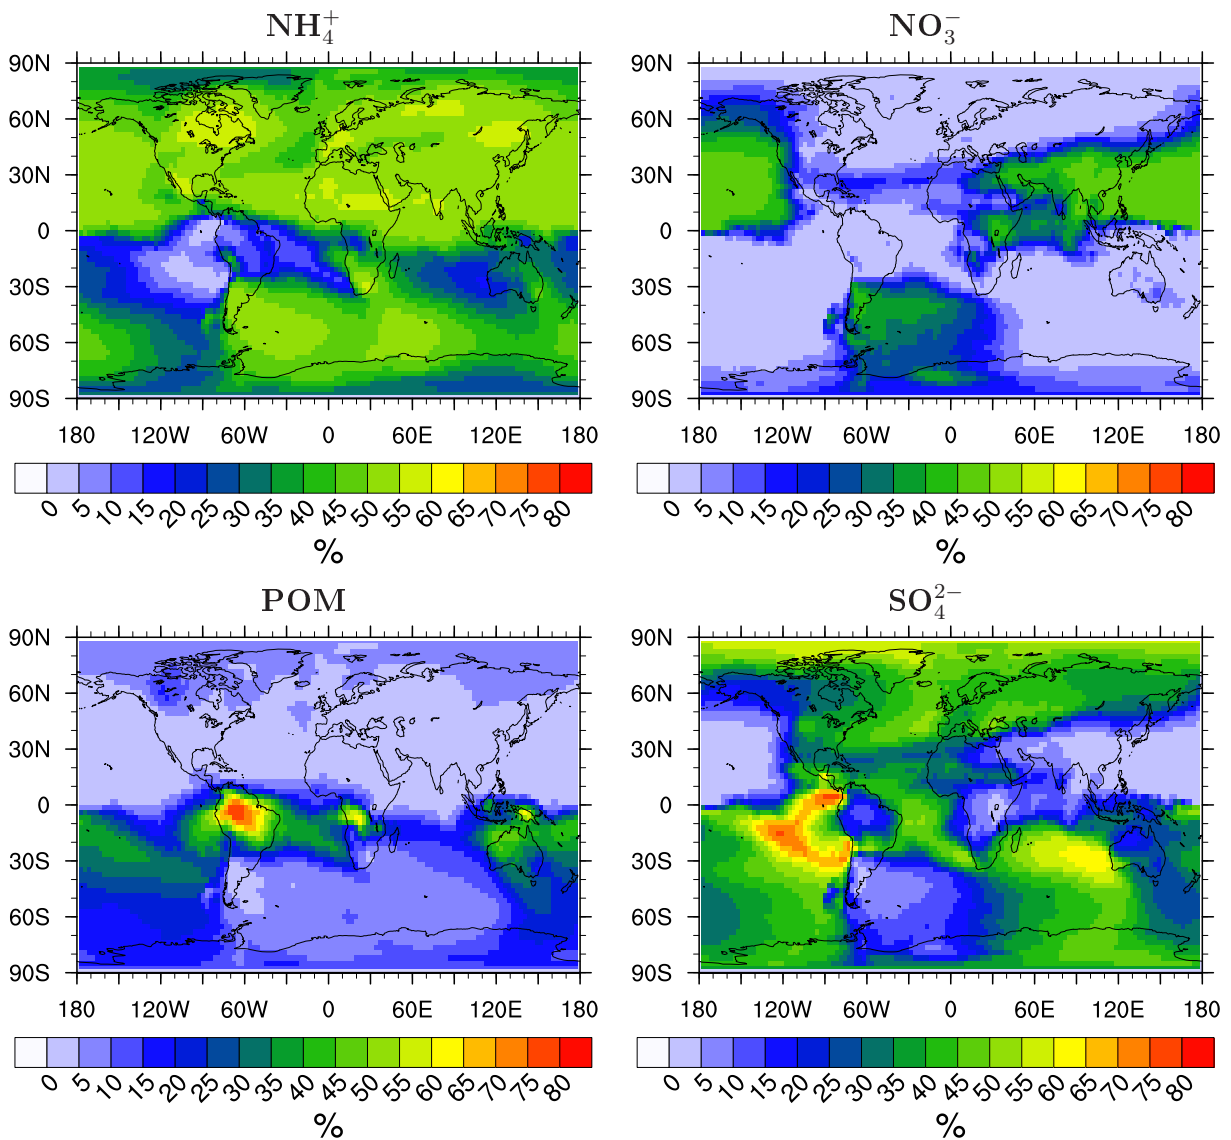 NH₄⁺ NO₃⁻
90N 90N
60N 60N
30N 30N
0 0
30S 30S
60S 60S
90S 90S
180 120W 60W 0 60E 120E 180 180 120W 60W 0 60E 120E 180
0 5 10 15 20 25 30 35 40 45 50 55 60 65 70 75 80 0 5 10 15 20 25 30 35 40 45 50 55 60 65 70 75 80
% %
POM SO₄²⁻
90N 90N
60N 60N
30N 30N
0 0
30S 30S
60S 60S
90S 90S
180 120W 60W 0 60E 120E 180 180 120W 60W 0 60E 120E 180
0 5 10 15 20 25 30 35 40 45 50 55 60 65 70 75 80 0 5 10 15 20 25 30 35 40 45 50 55 60 65 70 75 80
% %